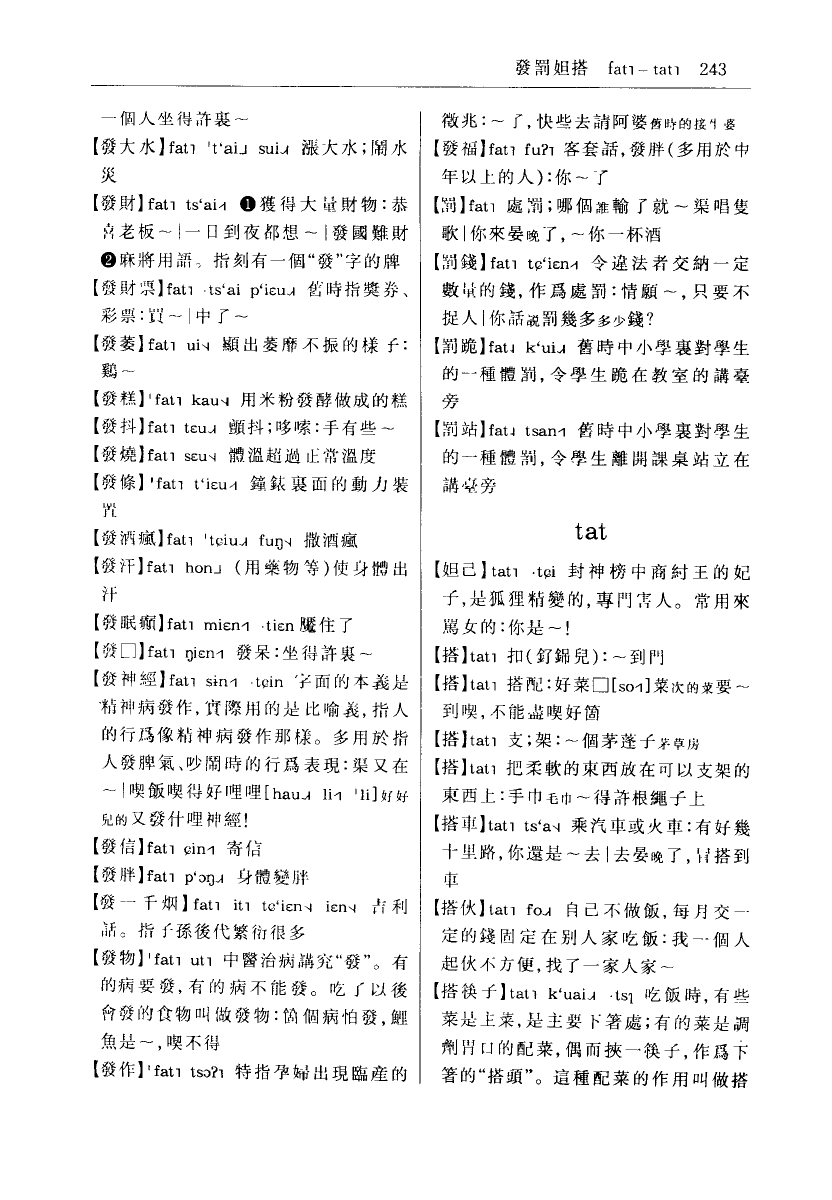 發罰妲搭 fat˥ – tat˥ 243
一個人坐得許裏～
【發大水】fat˥ ˈtʻai˩ sui˨˩ 漲大水；鬧水
災
【發財】fat˥ tsʻai˧˥ ❶獲得大量財物：恭
喜老板～|一日到夜都想～|發國難財
❷麻將用語。指刻有一個“發”字的牌
【發財票】fat˥ ·tsʻai pʻiɛu 舊時指獎券、
彩票：買～|中了～
【發萎】fat˥ ui 顯出萎靡不振的樣子：
鷄～
【發糕】ˈfat˥ kau 用米粉發酵做成的糕
【發抖】fat˥ tɛu 顫抖；哆嗦：手有些～
【發燒】fat˥ sɛu 體溫超過正常溫度
【發條】ˈfat˥ tʻiɛu 鐘錶裏面的動力裝
置
【發酒瘋】fat˥ ˈtɕiu fuŋ 撒酒瘋
【發汗】fat˥ hon˩ (用藥物等)使身體出
汗
【發眠癲】fat˥ miɛn ·tiɛn 魘住了
【發□】fat˥ ŋiɛn 發呆：坐得許裏～
【發神經】fat˥ sɨn ·tɕin 字面的本義是
精神病發作，實際用的是比喻義，指人
的行爲像精神病發作那樣。多用於指
人發脾氣、吵鬧時的行爲表現：渠又在
～|喫飯喫得好哩哩[hau li ˈli]好好
兒的又發什哩神經！
【發信】fat˥ ɕin 寄信
【發胖】fat˥ pʻɔŋ 身體變胖
【發一千烟】fat˥ it˥ tɕʻiɛn iɛn 吉利
話。指子孫後代繁衍很多
【發物】ˈfat˥ ut˥ 中醫治病講究“發”。有
的病要發，有的病不能發。吃了以後
會發的食物叫做發物：箇個病怕發，鯉
魚是～，喫不得
【發作】ˈfat˥ tsɔʔ˥ 特指孕婦出現臨産的
徵兆：～了，快些去請阿婆舊時的接生婆
【發福】fat˥ fuʔ˥ 客套話，發胖(多用於中
年以上的人)：你～了
【罰】fat˥ 處罰；哪個誰輸了就～渠唱隻
歌|你來晏晚了，～你一杯酒
【罰錢】fat˥ tɕʻiɛn 令違法者交納一定
數量的錢，作爲處罰：情願～，只要不
捉人|你話説罰幾多多少錢？
【罰跪】fat kʻui 舊時中小學裏對學生
的一種體罰，令學生跪在教室的講臺
旁
【罰站】fat tsan 舊時中小學裏對學生
的一種體罰，令學生離開課桌站立在
講臺旁
tat
【妲己】tat˥ ·tɕi 封神榜中商紂王的妃
子，是狐狸精變的，專門害人。常用來
罵女的：你是～！
【搭】tat˥ 扣(釕錦兒)：～到門
【搭】tat˥ 搭配：好菜□[so]菜次的菜要～
到喫，不能盡喫好箇
【搭】tat˥ 支；架：～個茅蓬子茅草房
【搭】tat˥ 把柔軟的東西放在可以支架的
東西上：手巾毛巾～得許根繩子上
【搭車】tat˥ tsʻa 乘汽車或火車：有好幾
十里路，你還是～去|去晏晚了，冒搭到
車
【搭伙】tat˥ fo 自己不做飯，每月交一
定的錢固定在别人家吃飯：我一個人
起伙不方便，找了一家人家～
【搭筷子】tat˥ kʻuai ·tsɿ 吃飯時，有些
菜是主菜，是主要下箸處；有的菜是調
劑胃口的配菜，偶而挾一筷子，作爲下
箸的“搭頭”。這種配菜的作用叫做搭